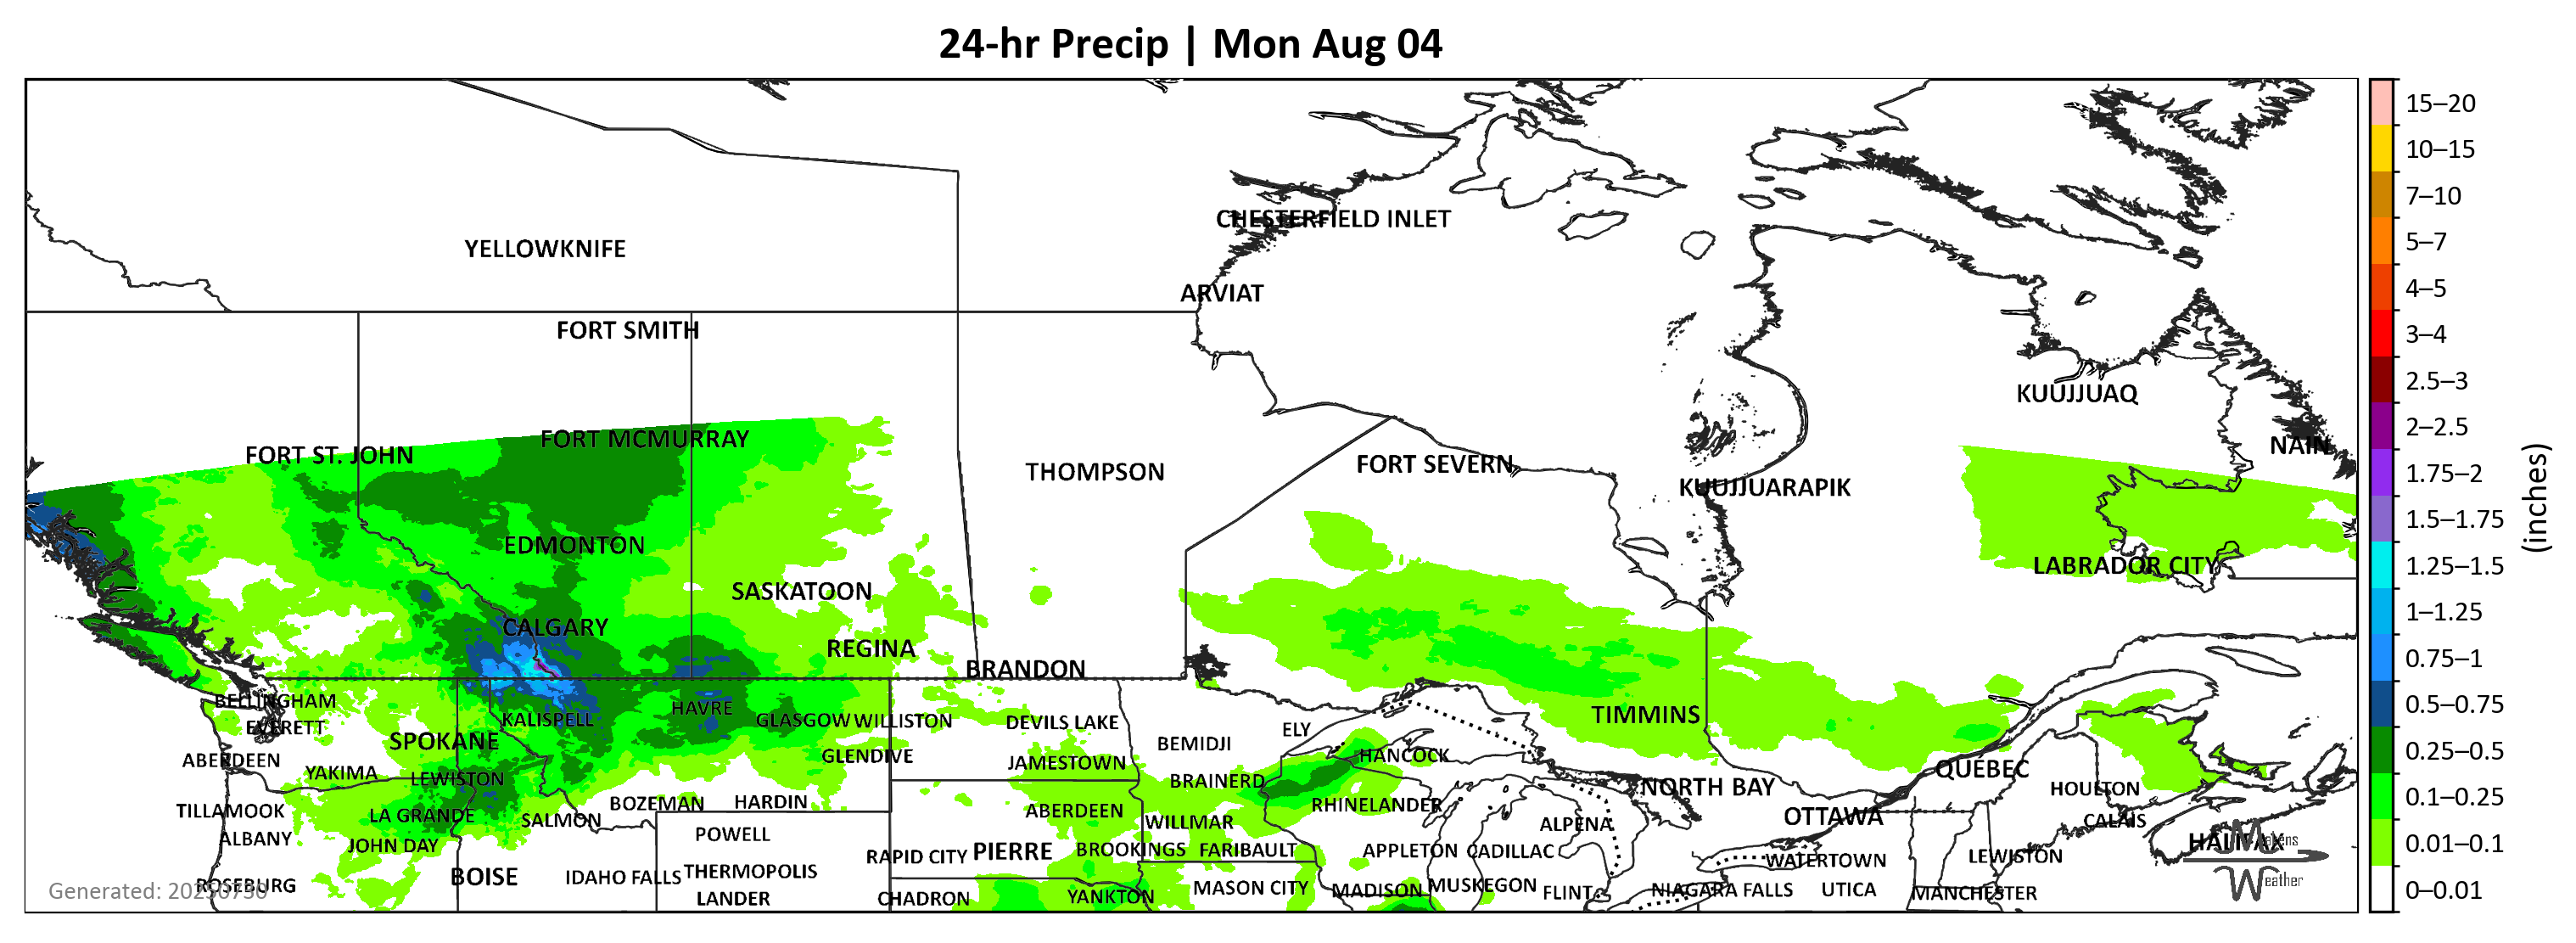 24-hr Precip | Mon Aug 04
CHESTERFIELD INLET
YELLOWKNIFE
ARVIAT
FORT SMITH
KUUJJUAQ
FORT MCMURRAY
NAIN
FORT ST. JOHN
FORT SEVERN
THOMPSON
KUUJJUARAPIK
EDMONTON
LABRADOR CITY
SASKATOON
CALGARY
REGINA
BRANDON
BELLINGHAM
HAVRE
TIMMINS
KALISPELL
GLASGOW
WILLISTON
DEVILS LAKE
EVERETT
ELY
SPOKANE
BEMIDJI
GLENDIVE
HANCOCK
ABERDEEN
JAMESTOWN
QUÉBEC
YAKIMA
LEWISTON
BRAINERD
NORTH BAY
HOULTON
BOZEMAN
HARDIN
RHINELANDER
TILLAMOOK
LA GRANDE
ABERDEEN
OTTAWA
SALMON
WILLMAR
CALAIS
ALPENA
POWELL
ALBANY
HALIFAX
JOHN DAY
BROOKINGS
FARIBAULT
APPLETON
CADILLAC
PIERRE
RAPID CITY
LEWISTON
WATERTOWN
THERMOPOLIS
BOISE
IDAHO FALLS
ROSEBURG
MASON CITY
MADISON
MUSKEGON
NIAGARA FALLS
UTICA
FLINT
MANCHESTER
LANDER
CHADRON
YANKTON
Weather
15–20
10–15
7–10
5–7
4–5
3–4
2.5–3
2–2.5
1.75–2
1.5–1.75
1.25–1.5
1–1.25
0.75–1
0.5–0.75
0.25–0.5
0.1–0.25
0.01–0.1
0–0.01
(inches)
Generated: 20250730